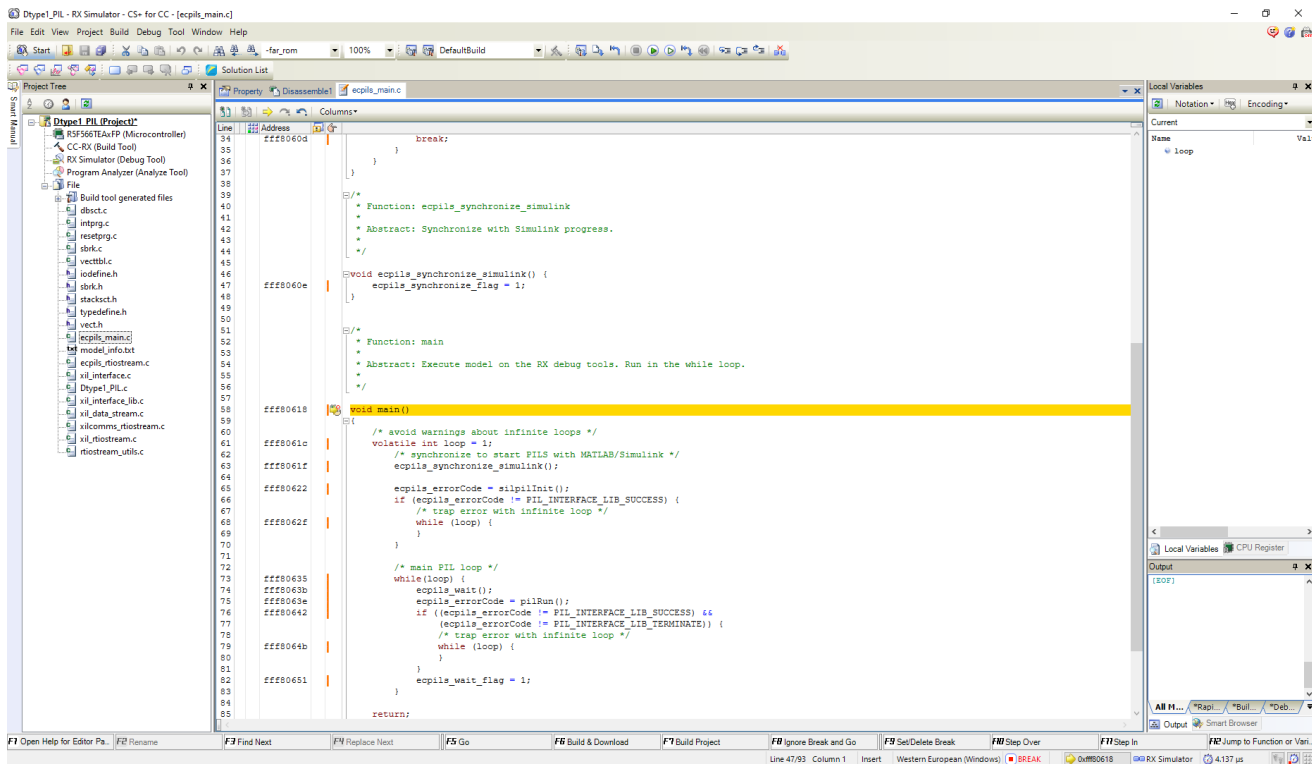 Dtype1_PIL - RX Simulator - CS+ for CC - [ecpils_main.c]
File Edit View Project Build Debug Tool Window Help
Start -far_rom 100% DefaultBuild
Solution List
Project Tree
Smart Manual
Dtype1_PIL (Project)*
R5F566TEAxFP (Microcontroller)
CC-RX (Build Tool)
RX Simulator (Debug Tool)
Program Analyzer (Analyze Tool)
File
Build tool generated files
dbsct.c
intprg.c
resetprg.c
sbrk.c
vecttbl.c
iodefine.h
sbrk.h
stacksct.h
typedefine.h
vect.h
ecpils_main.c
model_info.txt
ecpils_rtiostream.c
xil_interface.c
Dtype1_PIL.c
xil_interface_lib.c
xil_data_stream.c
xilcomms_rtiostream.c
xil_rtiostream.c
rtiostream_utils.c
Property Disassemble1 ecpils_main.c
Columns
Line Address
34 fff8060d break;
35 }
36 }
37 }
38
39 /*
40 * Function: ecpils_synchronize_simulink
41 *
42 * Abstract: Synchronize with Simulink progress.
43 *
44 */
45
46 void ecpils_synchronize_simulink() {
47 fff8060e ecpils_synchronize_flag = 1;
48 }
49
50
51 /*
52 * Function: main
53 *
54 * Abstract: Execute model on the RX debug tools. Run in the while loop.
55 *
56 */
57
58 fff80618 void main()
59 {
60 /* avoid warnings about infinite loops */
61 fff8061c volatile int loop = 1;
62 /* synchronize to start PILS with MATLAB/Simulink */
63 fff8061f ecpils_synchronize_simulink();
64
65 fff80622 ecpils_errorCode = silpilInit();
66 if (ecpils_errorCode != PIL_INTERFACE_LIB_SUCCESS) {
67 /* trap error with infinite loop */
68 fff8062f while (loop) {
69 }
70 }
71
72 /* main PIL loop */
73 fff80635 while(loop) {
74 fff8063b ecpils_wait();
75 fff8063e ecpils_errorCode = pilRun();
76 fff80642 if ((ecpils_errorCode != PIL_INTERFACE_LIB_SUCCESS) &&
77 (ecpils_errorCode != PIL_INTERFACE_LIB_TERMINATE)) {
78 /* trap error with infinite loop */
79 fff8064b while (loop) {
80 }
81 }
82 fff80651 ecpils_wait_flag = 1;
83 }
84
85 return;
Local Variables
Notation Encoding
Current
Name Val
loop
Local Variables CPU Register
Output
[EOF]
All M... *Rapi... *Buil... *Deb...
Output Smart Browser
F1 Open Help for Editor Pa... F2 Rename F3 Find Next F4 Replace Next F5 Go F6 Build & Download F7 Build Project F8 Ignore Break and Go F9 Set/Delete Break F10 Step Over F11 Step In F12 Jump to Function or Vari...
Line 47/93 Column 1 Insert Western European (Windows) BREAK 0xfff80618 RX Simulator 4.137 µs